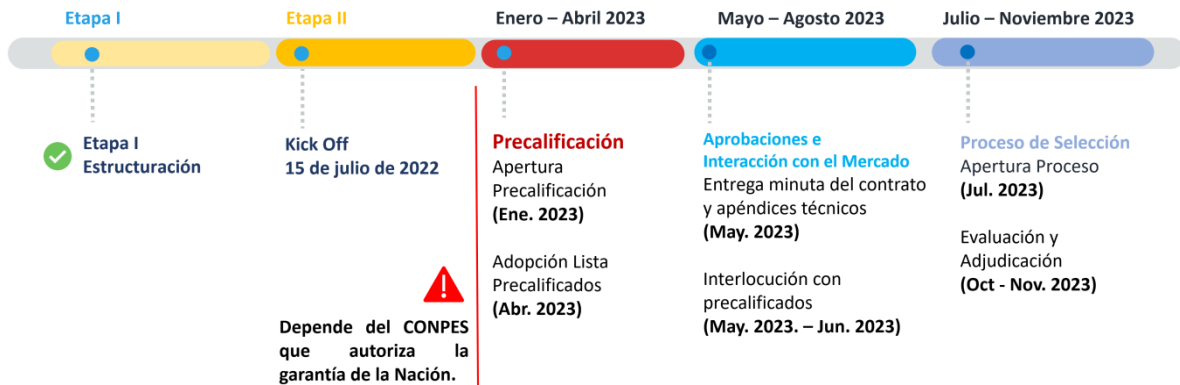 Etapa I
Etapa II
Enero – Abril 2023
Mayo – Agosto 2023
Julio – Noviembre 2023
Etapa I
Estructuración
Kick Off
15 de julio de 2022
Depende del CONPES
que autoriza la
garantía de la Nación.
Precalificación
Apertura
Precalificación
(Ene. 2023)
Adopción Lista
Precalificados
(Abr. 2023)
Aprobaciones e
Interacción con el Mercado
Entrega minuta del contrato
y apéndices técnicos
(May. 2023)
Interlocución con
precalificados
(May. 2023. – Jun. 2023)
Proceso de Selección
Apertura Proceso
(Jul. 2023)
Evaluación y
Adjudicación
(Oct - Nov. 2023)